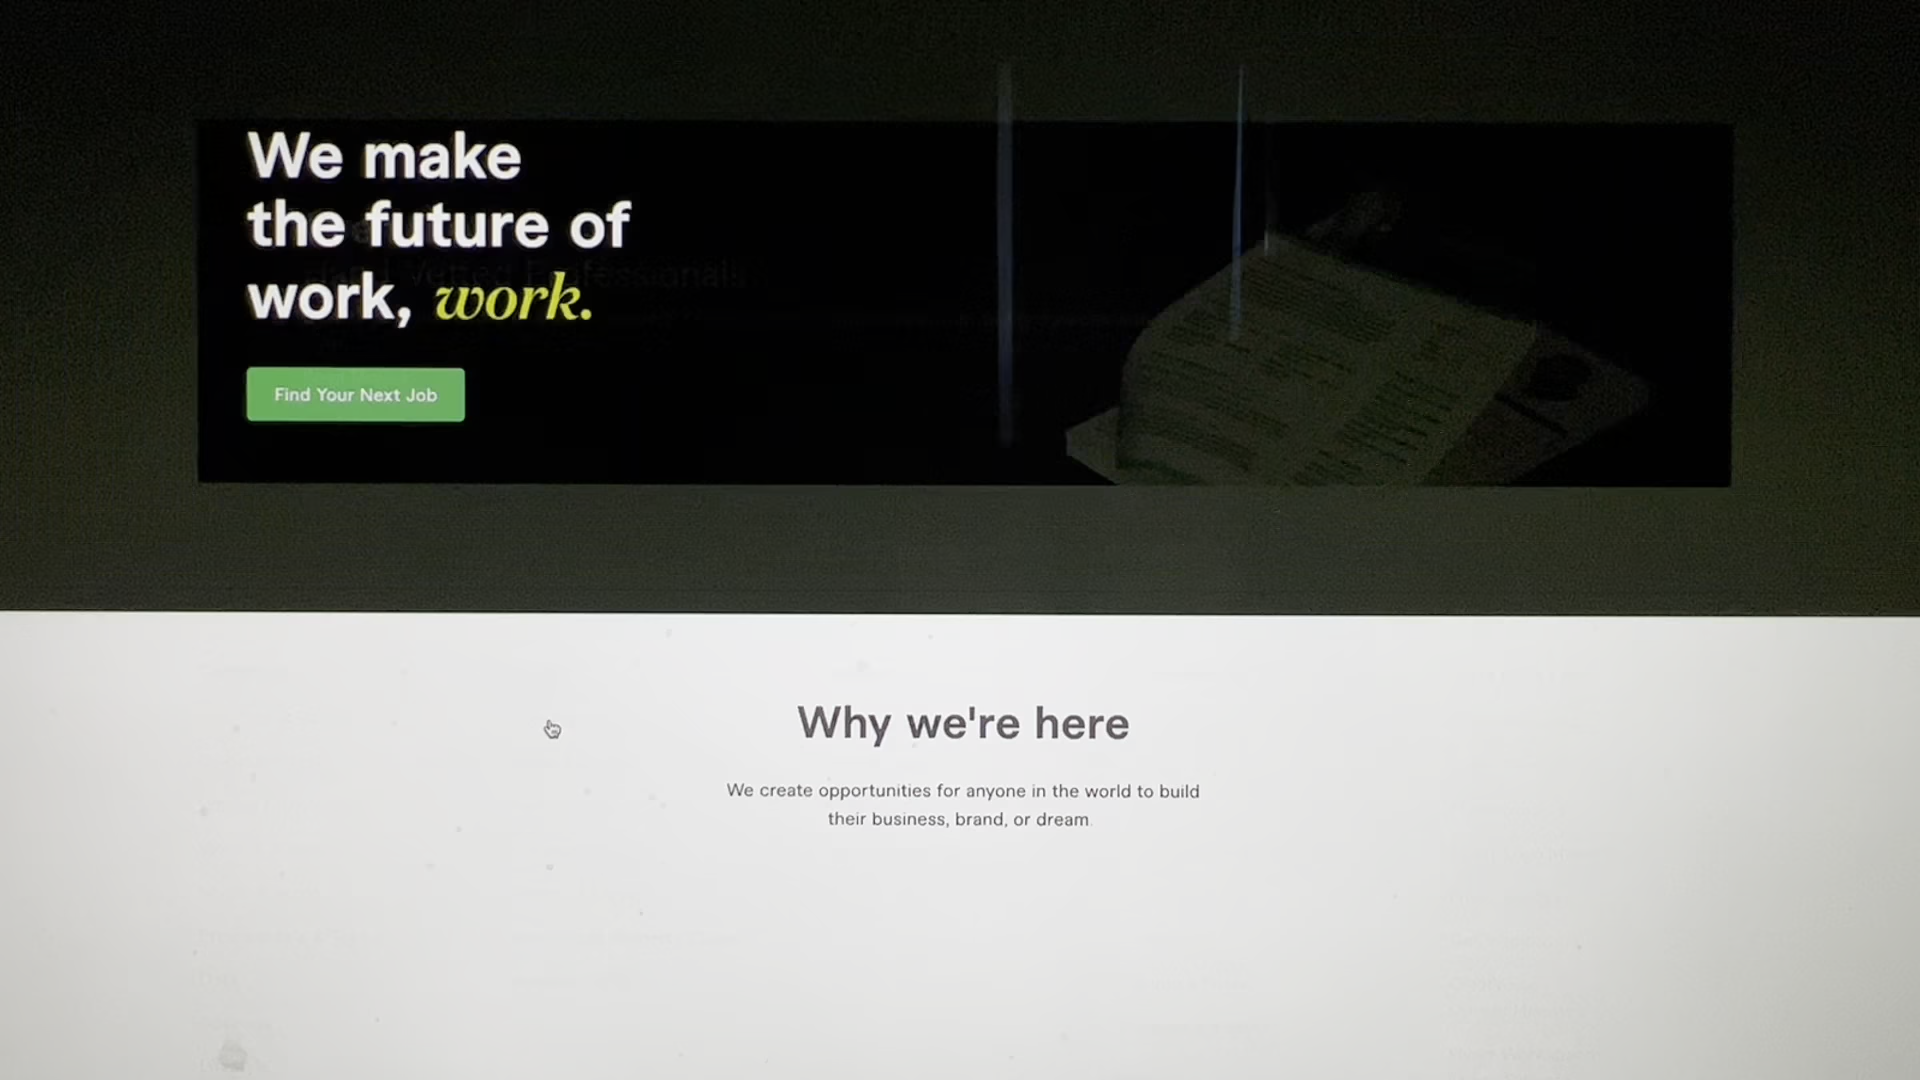 We make
the future of
work, work.
Find Your Next Job
Why we're here
We create opportunities for anyone in the world to build
their business, brand, or dream.